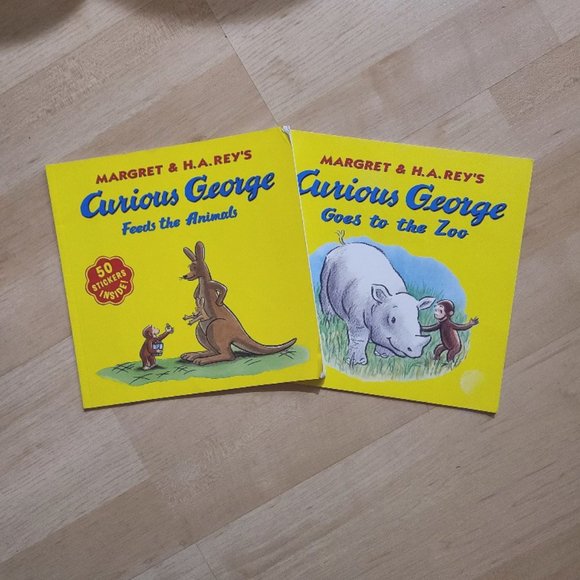 MARGRET & H.A.REY'S
Curious George
Feeds the Animals
50
STICKERS
INSIDE!
MARGRET & H.A.REY'S
Curious George
Goes to the Zoo